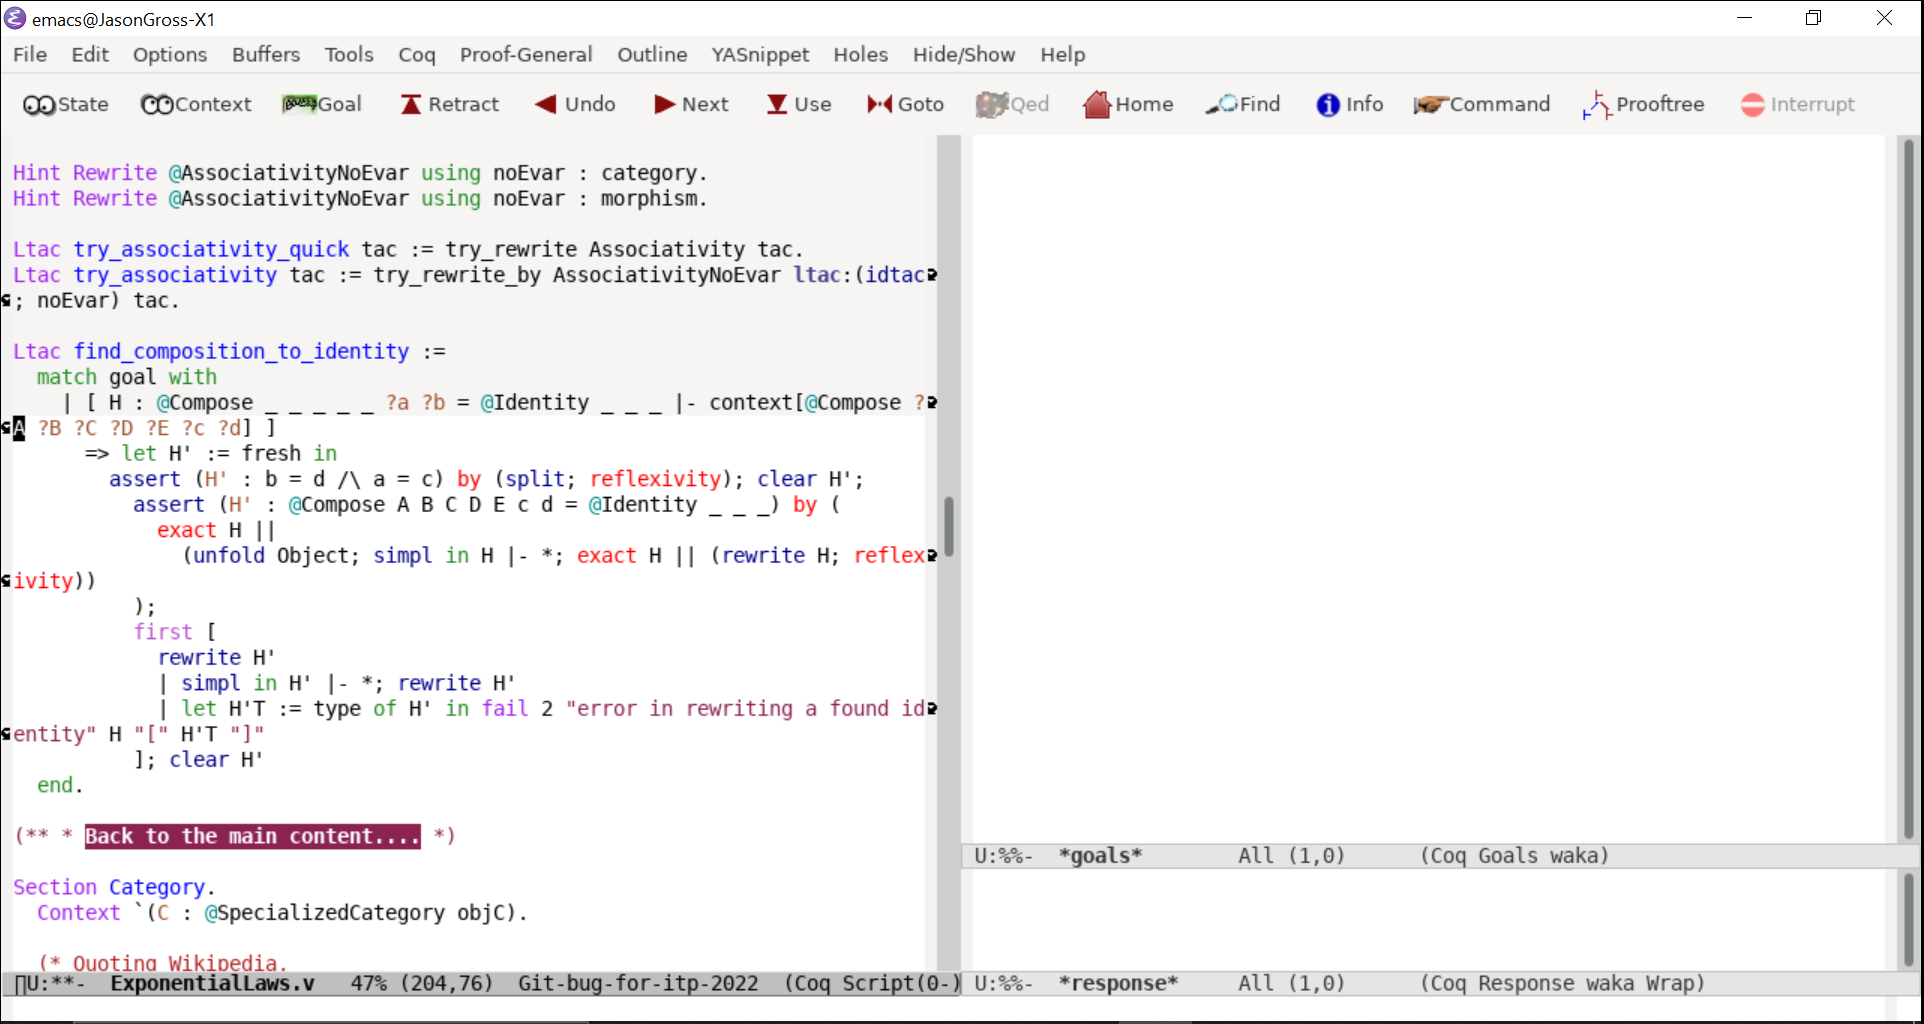 emacs@JasonGross-X1
File Edit Options Buffers Tools Coq Proof-General Outline YASnippet Holes Hide/Show Help
State Context Goal Retract Undo Next Use Goto Qed Home Find Info Command Prooftree Interrupt
Hint Rewrite @AssociativityNoEvar using noEvar : category.
Hint Rewrite @AssociativityNoEvar using noEvar : morphism.
Ltac try_associativity_quick tac := try_rewrite Associativity tac.
Ltac try_associativity tac := try_rewrite_by AssociativityNoEvar ltac:(idtac
; noEvar) tac.
Ltac find_composition_to_identity :=
match goal with
| [ H : @Compose _ _ _ _ _ ?a ?b = @Identity _ _ _ |- context[@Compose ?
A ?B ?C ?D ?E ?c ?d] ]
=> let H' := fresh in
assert (H' : b = d /\ a = c) by (split; reflexivity); clear H';
assert (H' : @Compose A B C D E c d = @Identity _ _ _) by (
exact H ||
(unfold Object; simpl in H |- *; exact H || (rewrite H; reflex
ivity))
);
first [
rewrite H'
| simpl in H' |- *; rewrite H'
| let H'T := type of H' in fail 2 "error in rewriting a found id
entity" H "[" H'T "]"
]; clear H'
end.
(** * Back to the main content.... *)
Section Category.
Context `(C : @SpecializedCategory objC).
(* Quoting Wikipedia.
U:**- ExponentialLaws.v 47% (204,76) Git-bug-for-itp-2022 (Coq Script(0-)
U:%%- *goals* All (1,0) (Coq Goals waka)
U:%%- *response* All (1,0) (Coq Response waka Wrap)